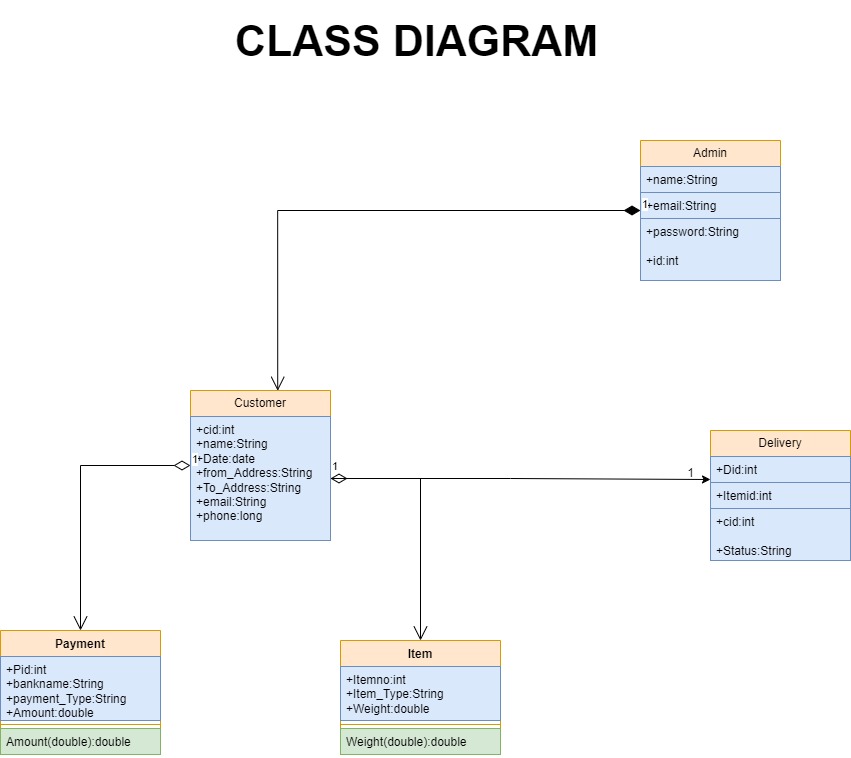 CLASS DIAGRAM
Admin
+name:String
1
+email:String
+password:String
+id:int
Customer
+cid:int
+name:String
1
+Date:date
+from_Address:String
+To_Address:String
+email:String
+phone:long
1
1
Delivery
+Did:int
+Itemid:int
+cid:int
+Status:String
Payment
+Pid:int
+bankname:String
+payment_Type:String
+Amount:double
Amount(double):double
Item
+Itemno:int
+Item_Type:String
+Weight:double
Weight(double):double